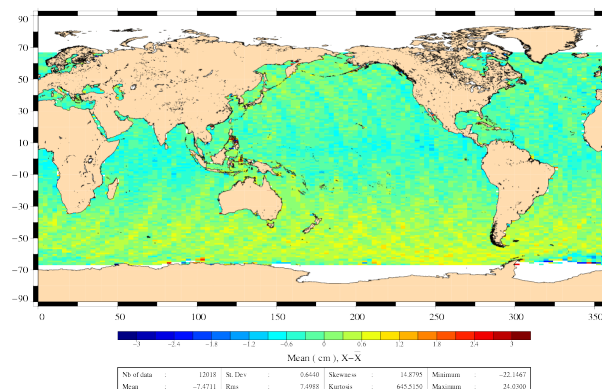 90
70
50
30
10
−10
−30
−50
−70
−90
0 50 100 150 200 250 300 350
−3 −2.4 −1.8 −1.2 −0.6 0 0.6 1.2 1.8 2.4 3
Mean ( cm ), X−X̄
Nb of data : 12018 St. Dev : 0.6440 Skewness : 14.8795 Minimum : −22.1467
Mean : −7.4711 Rms : 7.4988 Kurtosis : 645.5150 Maximum : 24.0300